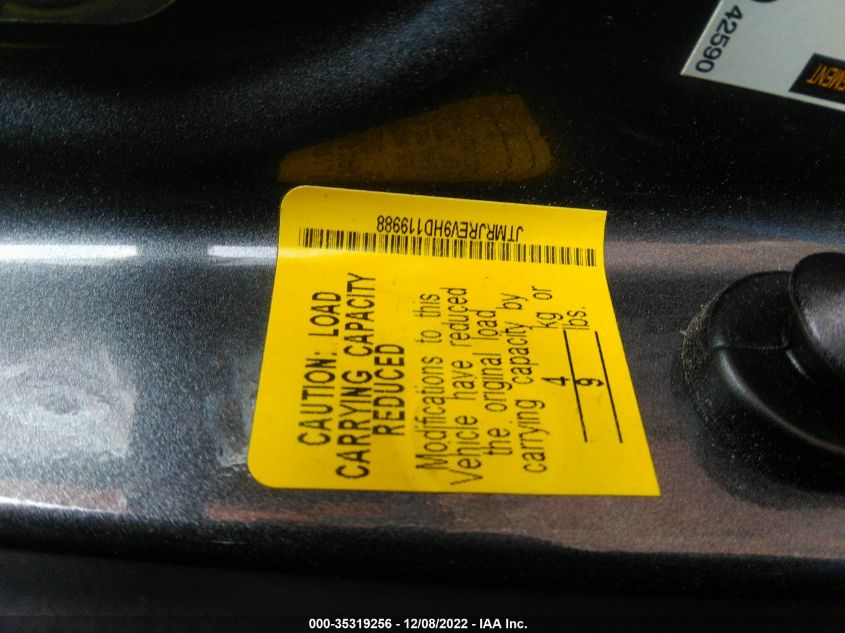 42590
EMENT
JTMRJREV9HD119988
CAUTION: LOAD
CARRYING CAPACITY
REDUCED
Modifications to this
Vehicle have reduced
the original load
carrying capacity by
4 kg or
9 lbs.
000-35319256 - 12/08/2022 - IAA Inc.